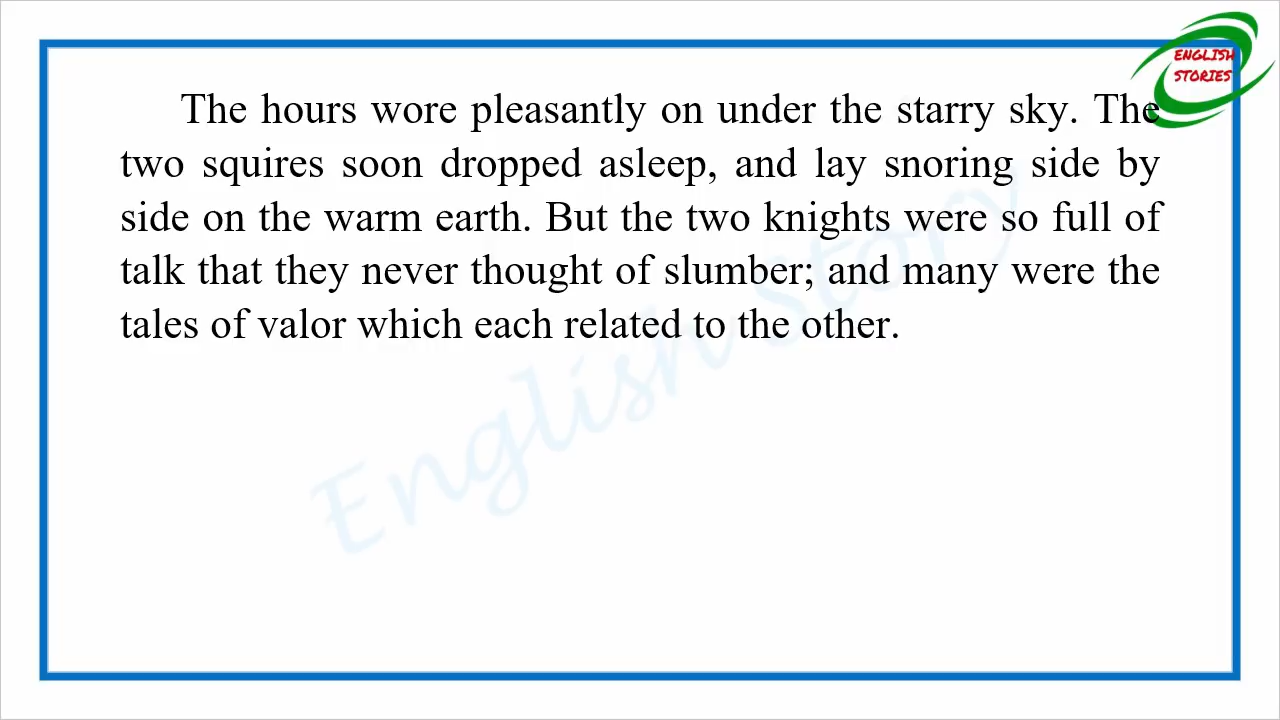 ENGLISH
STORIES
The hours wore pleasantly on under the starry sky. The
two squires soon dropped asleep, and lay snoring side by
side on the warm earth. But the two knights were so full of
talk that they never thought of slumber; and many were the
tales of valor which each related to the other.
English Story